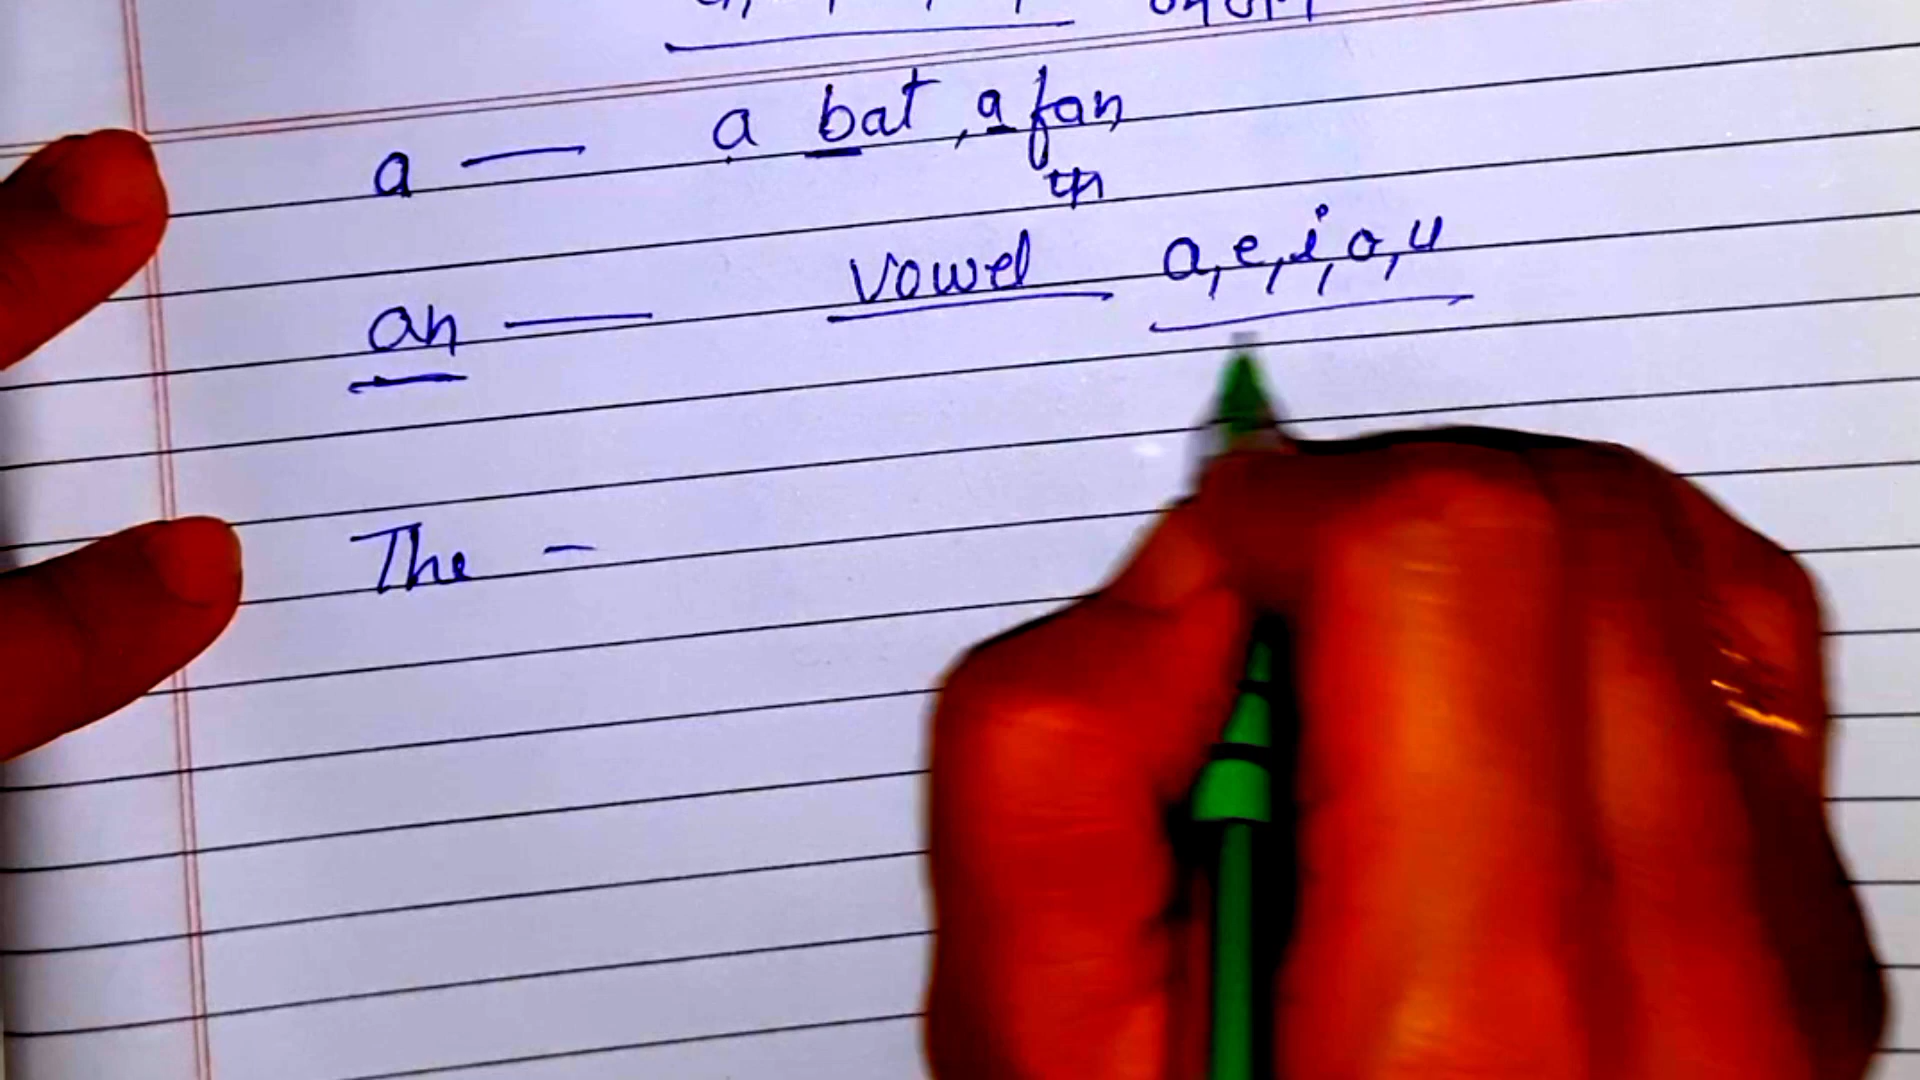 a — a bat, a fan
फ
an — vowel a, e, i, o, u
The –